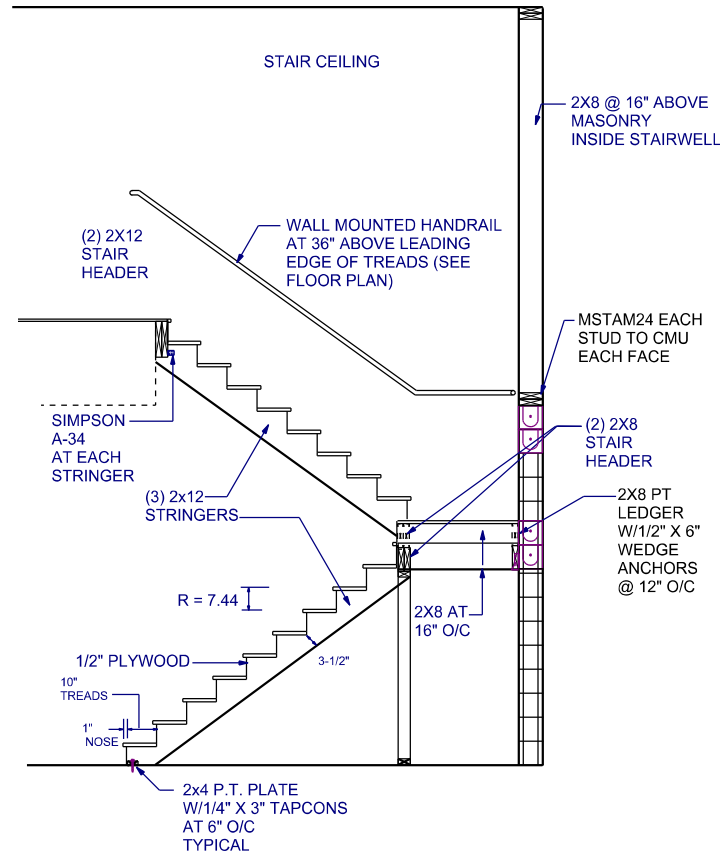 STAIR CEILING
2X8 @ 16" ABOVE
MASONRY
INSIDE STAIRWELL
(2) 2X12
STAIR
HEADER
WALL MOUNTED HANDRAIL
AT 36" ABOVE LEADING
EDGE OF TREADS (SEE
FLOOR PLAN)
MSTAM24 EACH
STUD TO CMU
EACH FACE
SIMPSON
A-34
AT EACH
STRINGER
(2) 2X8
STAIR
HEADER
(3) 2x12
STRINGERS
2X8 PT
LEDGER
W/1/2" X 6"
WEDGE
ANCHORS
@ 12" O/C
R = 7.44
2X8 AT
16" O/C
1/2" PLYWOOD
3-1/2"
10"
TREADS
1"
NOSE
2x4 P.T. PLATE
W/1/4" X 3" TAPCONS
AT 6" O/C
TYPICAL